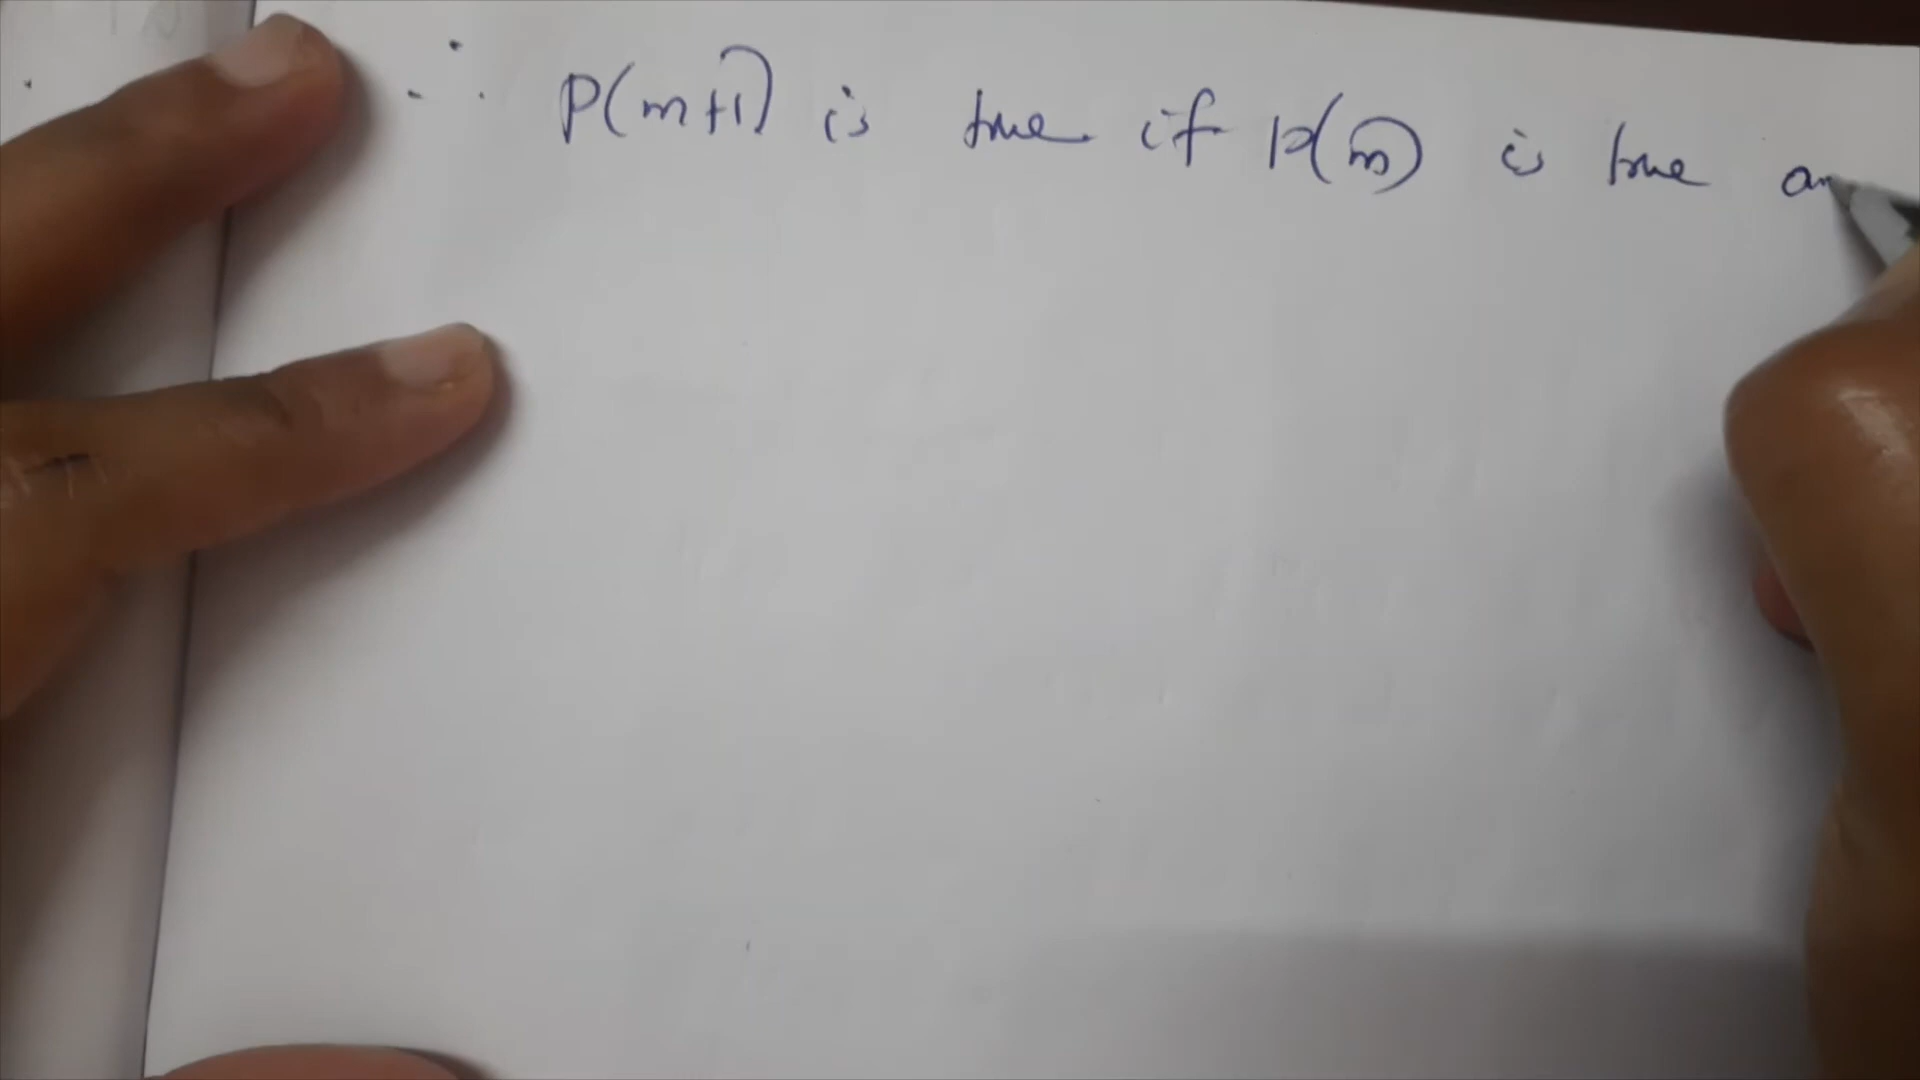 ∴ P(m+1) is true if P(m) is true